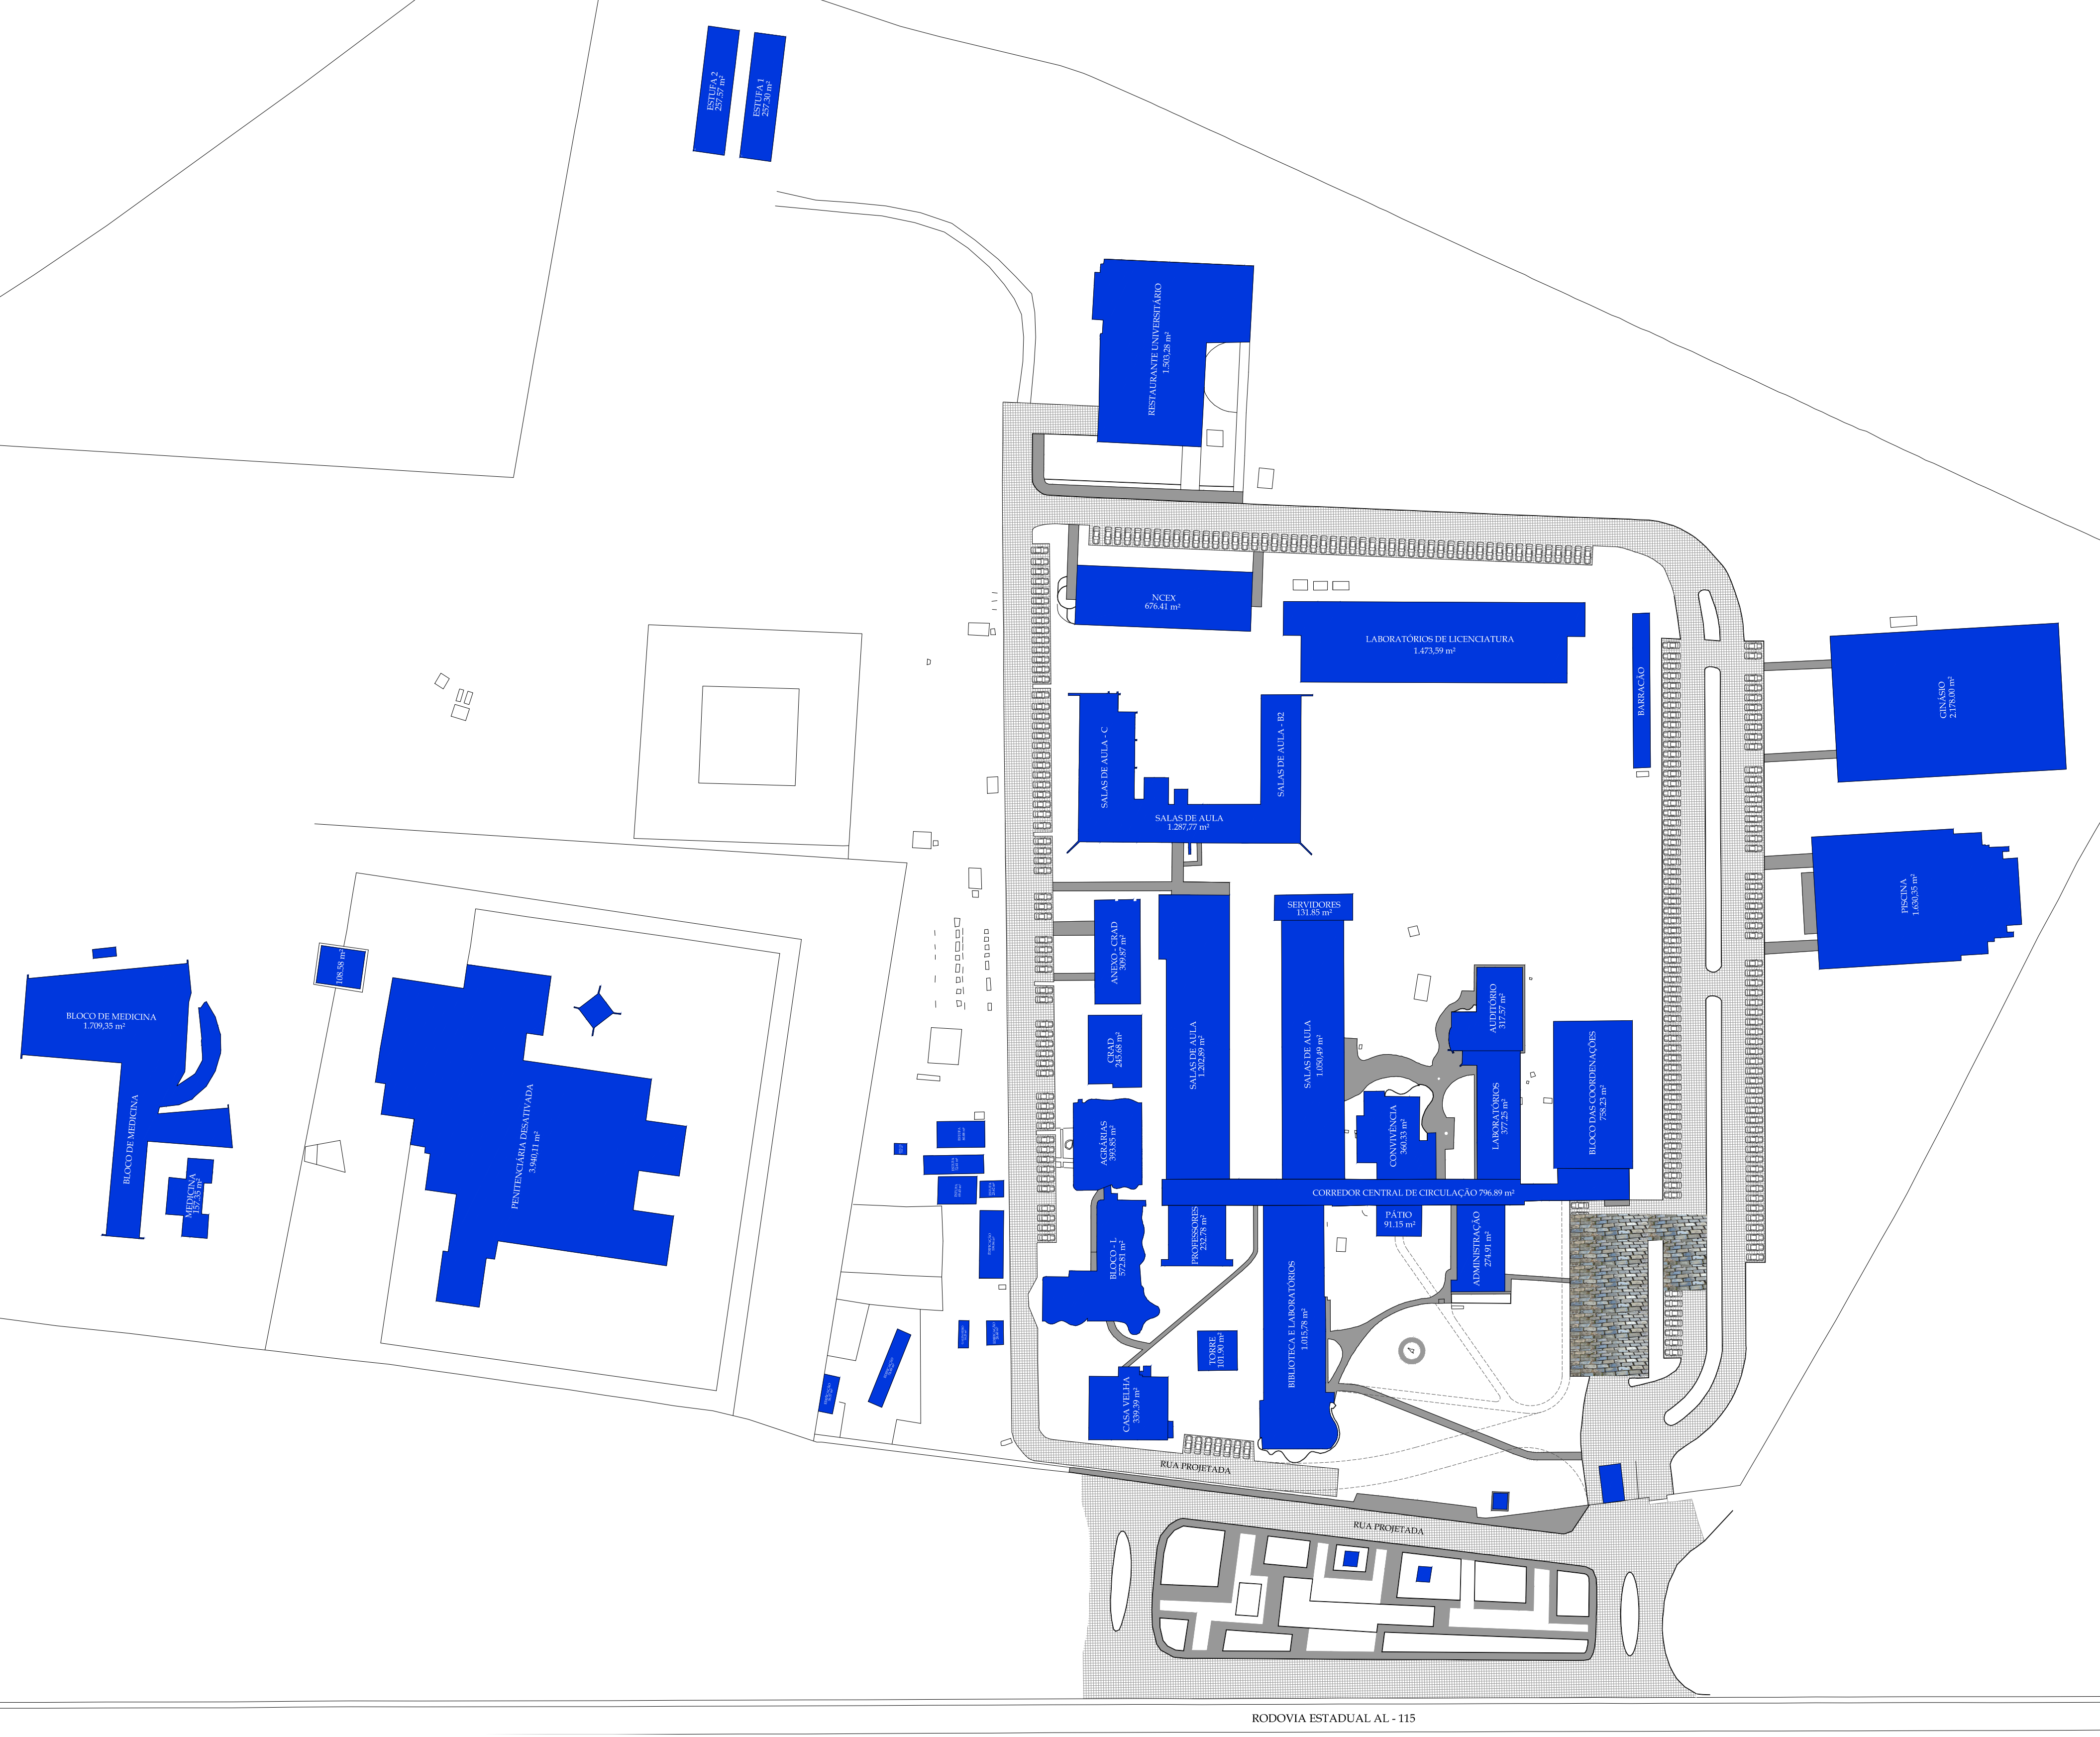 ESTUFA 2
257.57 m²
ESTUFA 1
257.30 m²
RESTAURANTE UNIVERSITÁRIO
1.503,28 m²
NCEX
676.41 m²
LABORATÓRIOS DE LICENCIATURA
1.473,59 m²
BARRACÃO
GINÁSIO
2.178.00 m²
SALAS DE AULA - C
SALAS DE AULA - B2
SALAS DE AULA
1.287,77 m²
PISCINA
1.630,35 m²
SERVIDORES
131.85 m²
ANEXO - CRAD
309.87 m²
108.58 m²
BLOCO DE MEDICINA
1.709,35 m²
AUDITÓRIO
317.57 m²
CRAD
245.68 m²
SALAS DE AULA
1.202,89 m²
SALAS DE AULA
1.050,49 m²
BLOCO DAS COORDENAÇÕES
758.23 m²
BLOCO DE MEDICINA
PENITENCIÁRIA DESATIVADA
3.940,11 m²
AGRÁRIAS
393.85 m²
CONVIVÊNCIA
360.33 m²
LABORATÓRIOS
377.25 m²
MEDICINA
157.35 m²
CORREDOR CENTRAL DE CIRCULAÇÃO 796.89 m²
PROFESSORES
232,78 m²
PÁTIO
91.15 m²
ADMINISTRAÇÃO
274.91 m²
BLOCO - L
572.81 m²
BIBLIOTECA E LABORATÓRIOS
1.015,78 m²
TORRE
101.90 m²
CASA VELHA
339.39 m²
RUA PROJETADA
RUA PROJETADA
RODOVIA ESTADUAL AL - 115